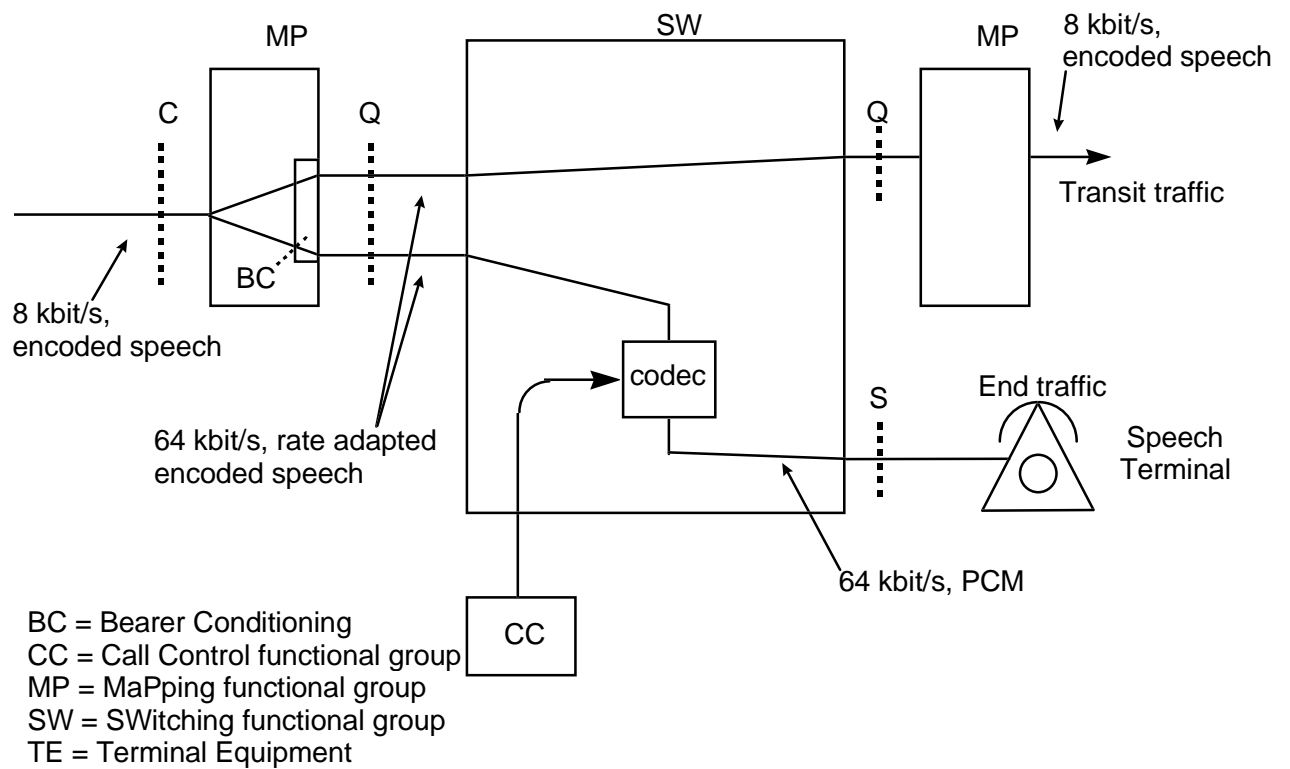 SW
MP
MP
8 kbit/s,
encoded speech
C
Q
Q
Transit traffic
BC
8 kbit/s,
encoded speech
codec
End traffic
S
Speech
Terminal
64 kbit/s, rate adapted
encoded speech
64 kbit/s, PCM
CC
BC = Bearer Conditioning
CC = Call Control functional group
MP = MaPping functional group
SW = SWitching functional group
TE = Terminal Equipment